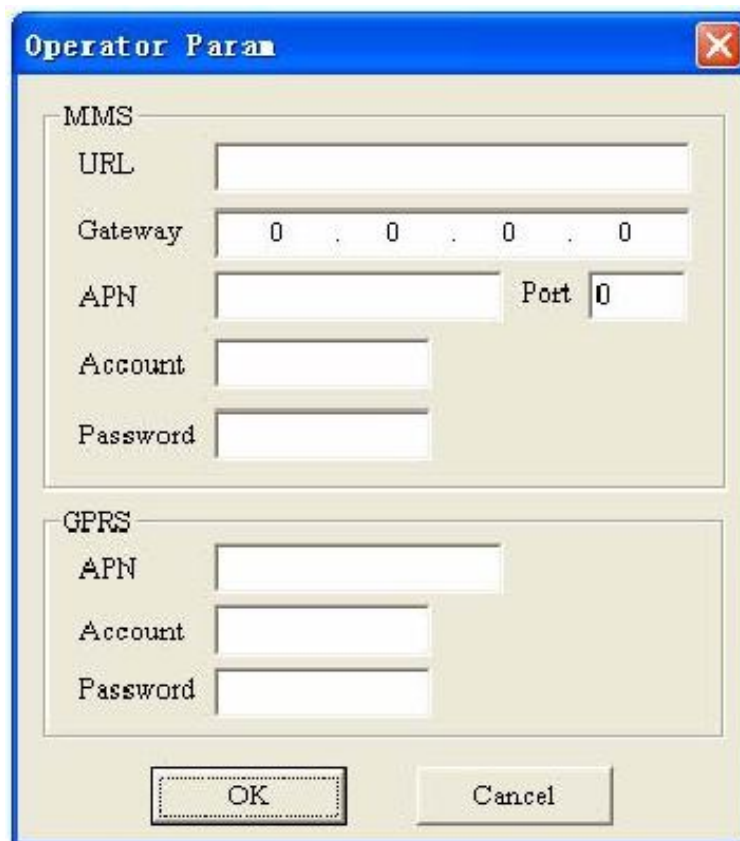 Operator Param
MMS
URL
Gateway 0 . 0 . 0 . 0
APN Port 0
Account
Password
GPRS
APN
Account
Password
OK Cancel